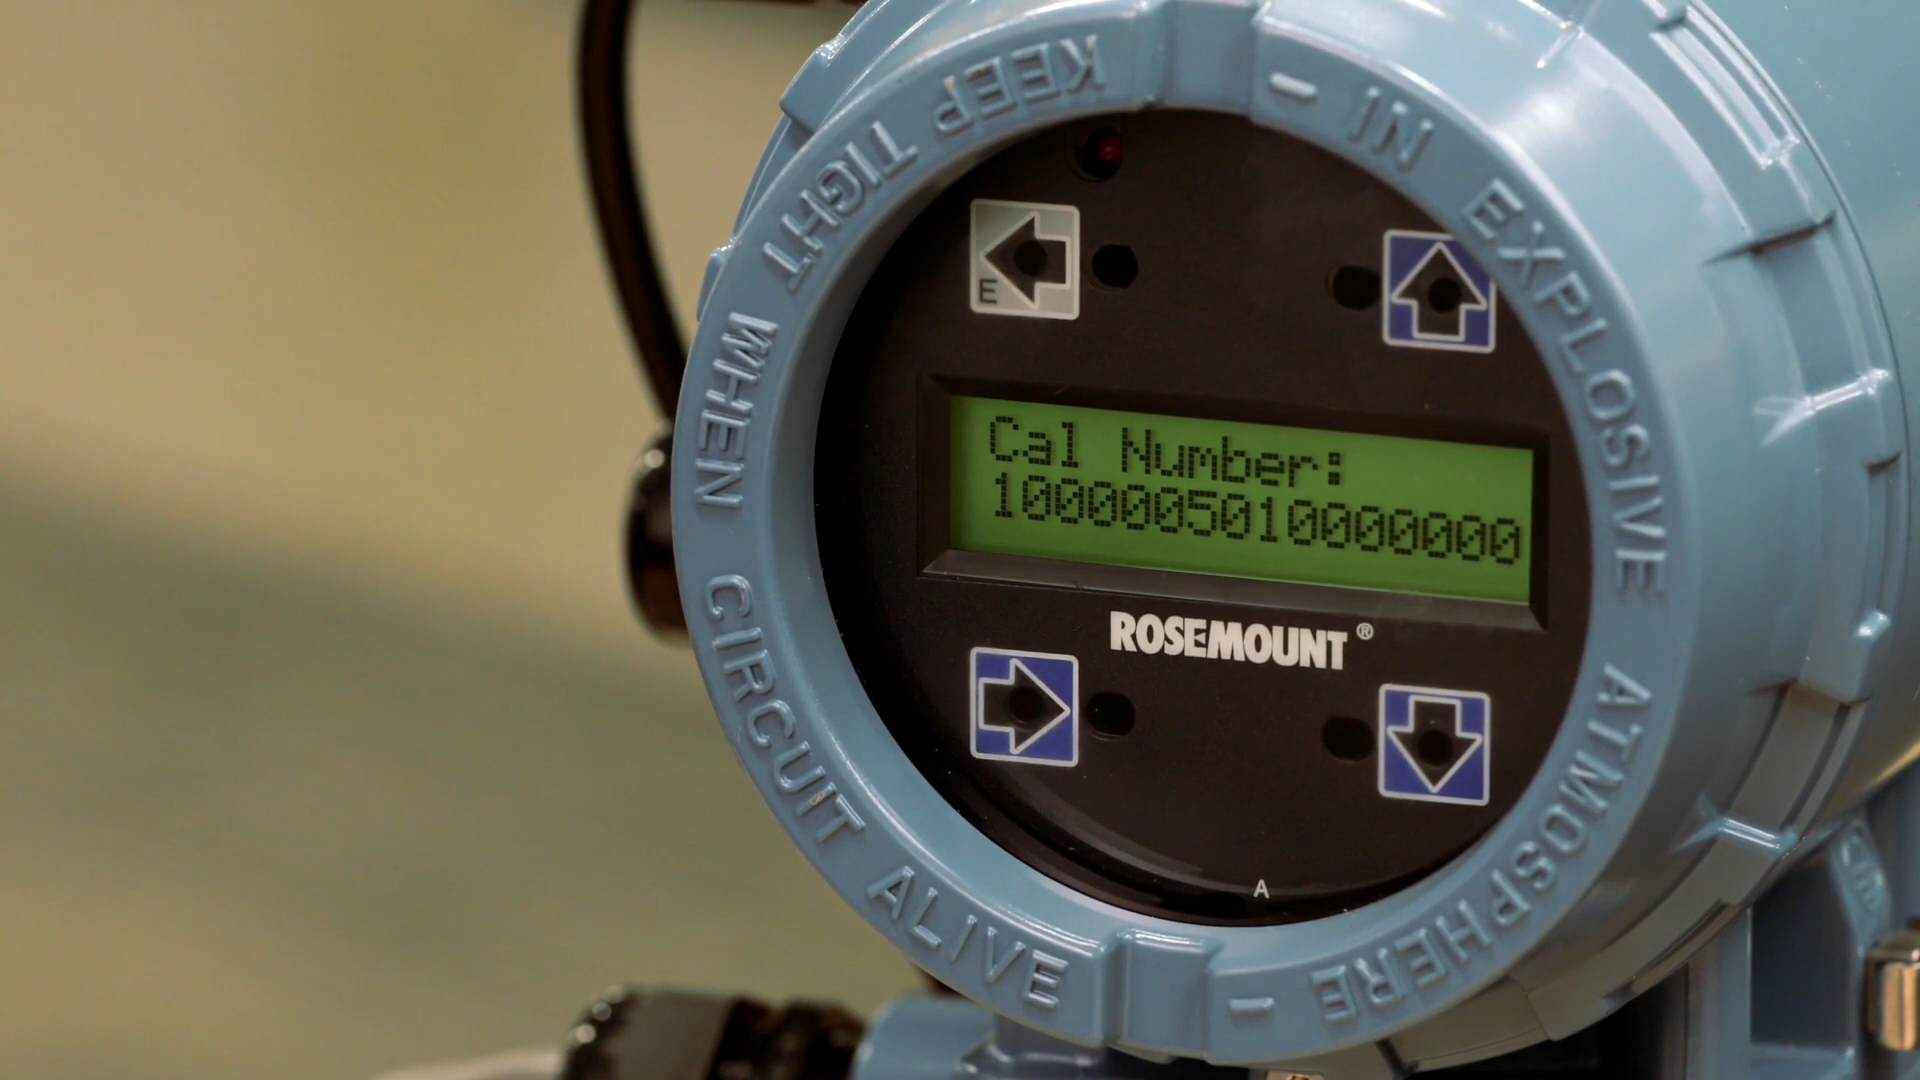 KEEP TIGHT WHEN CIRCUIT ALIVE -
- IN EXPLOSIVE ATMOSPHERE
E
Cal Number:
1000005010000000
ROSEMOUNT®
A